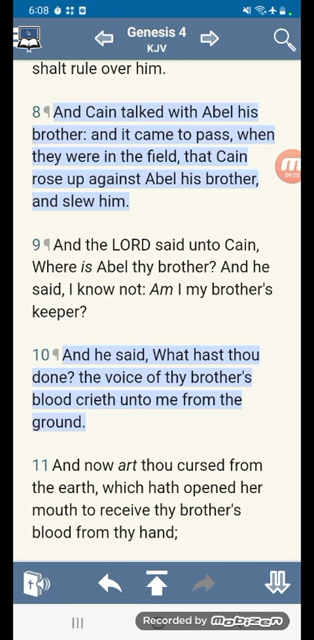 6:08
Genesis 4
KJV
shalt rule over him.
8 ¶ And Cain talked with Abel his
brother: and it came to pass, when
they were in the field, that Cain
rose up against Abel his brother,
and slew him.
9 ¶ And the LORD said unto Cain,
Where is Abel thy brother? And he
said, I know not: Am I my brother's
keeper?
10 ¶ And he said, What hast thou
done? the voice of thy brother's
blood crieth unto me from the
ground.
11 And now art thou cursed from
the earth, which hath opened her
mouth to receive thy brother's
blood from thy hand;
Recorded by mobizen